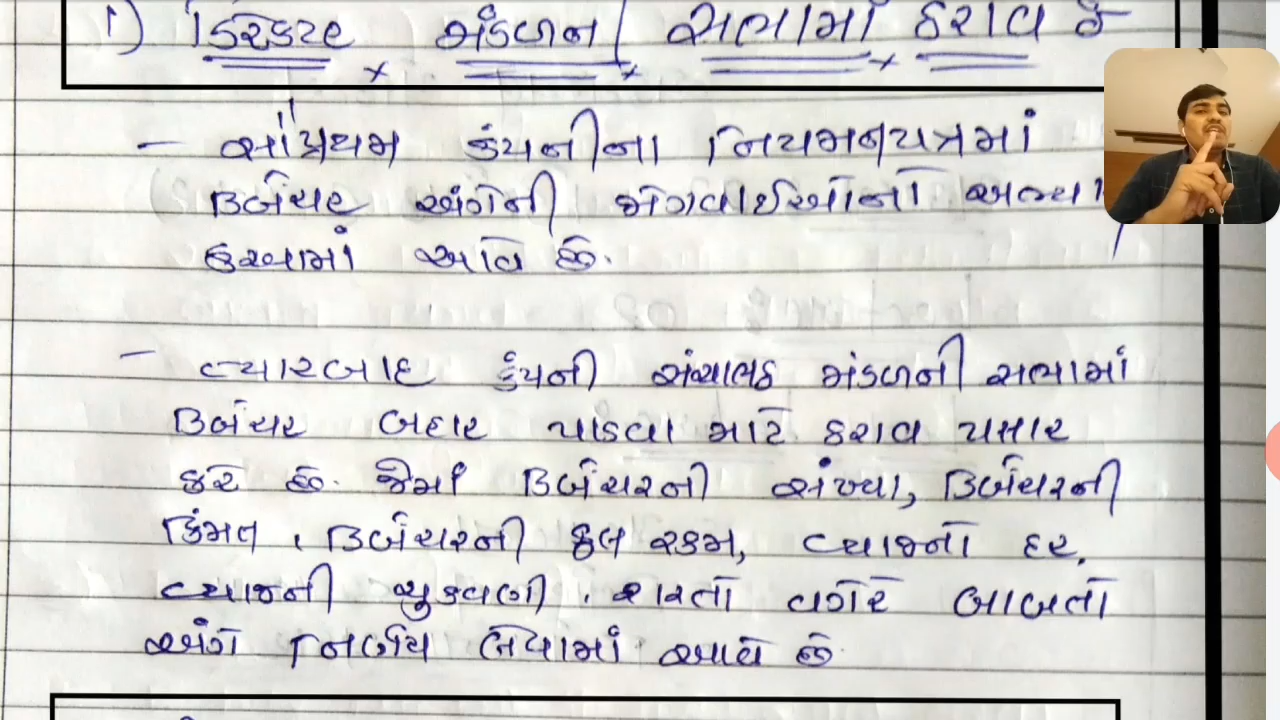 ૧) ડિરેક્ટર મંડળની સભામાં ઠરાવ
– સૌપ્રથમ કંપનીના નિયમનપત્રમાં
ડિબેંચર અંગેની જોગવાઈઓનો
કરવામાં આવે છે.
– ત્યારબાદ કંપની સંચાલક મંડળની સભામાં
ડિબેંચર બહાર પાડવા માટે ઠરાવ પસાર
કરે છે. જેમાં ડિબેંચરની સંખ્યા, ડિબેંચરની
કિંમત, ડિબેંચરની કુલ રકમ, વ્યાજનો દર,
વ્યાજની ચુકવણી, શરતો વગેરે બાબતો
અંગે નિર્ણય લેવામાં આવે છે.